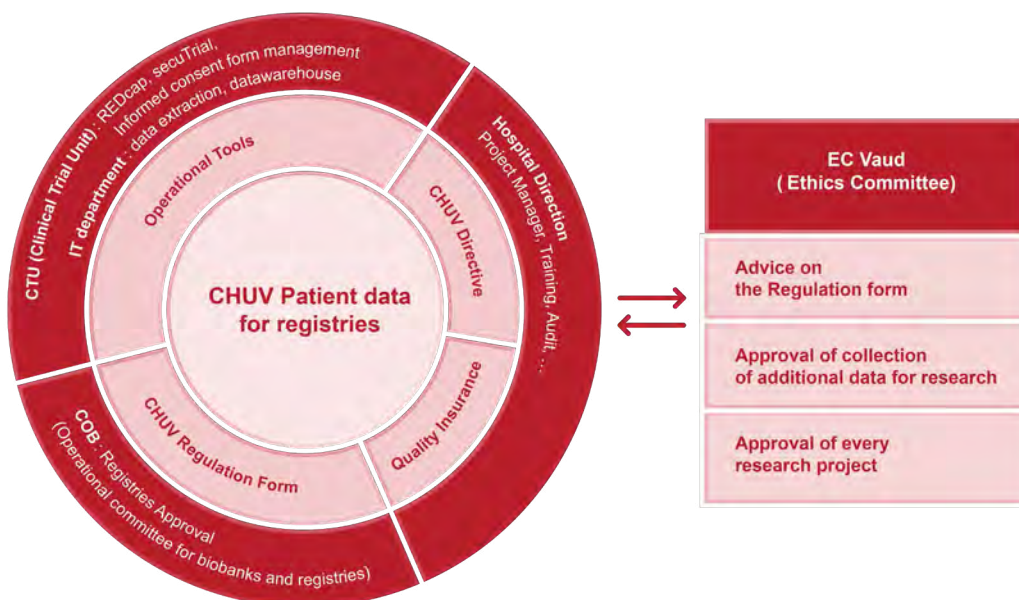 CTU (Clinical Trial Unit) : REDcap, secuTrial,
Informed consent form management
IT department : data extraction, datawarehouse
Operational Tools
Hospital Direction
Project Manager, Training, Audit, ...
CHUV Directive
CHUV Patient data
for registries
Quality Insurance
CHUV Regulation Form
COB : Registries Approval
(Operational committee for biobanks and registries)
EC Vaud
( Ethics Committee)
Advice on
the Regulation form
Approval of collection
of additional data for research
Approval of every
research project